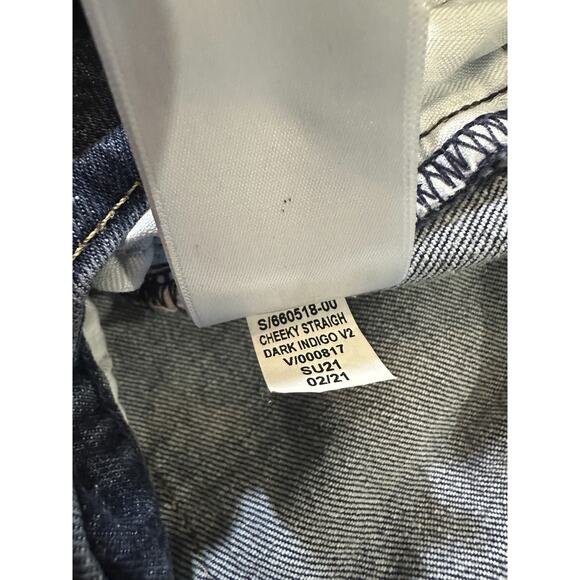 S/660518-00
CHEEKY STRAIGH
DARK INDIGO V2
V/000817
SU21
02/21